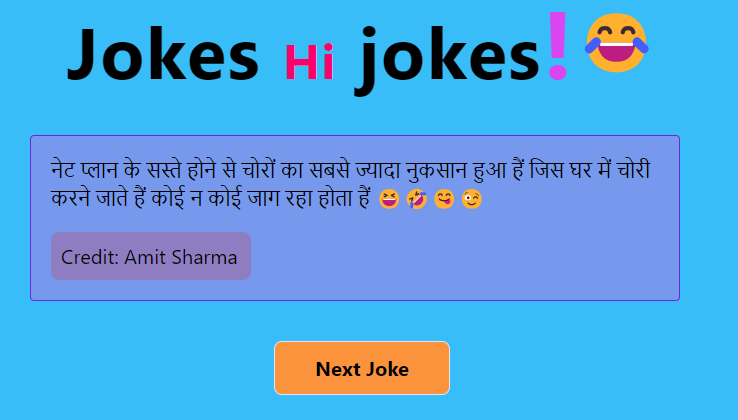 Jokes Hi jokes!😂
नेट प्लान के सस्ते होने से चोरों का सबसे ज्यादा नुकसान हुआ हैं जिस घर में चोरी
करने जाते हैं कोई न कोई जाग रहा होता हैं 😆 🤣 😋 😉
Credit: Amit Sharma
Next Joke